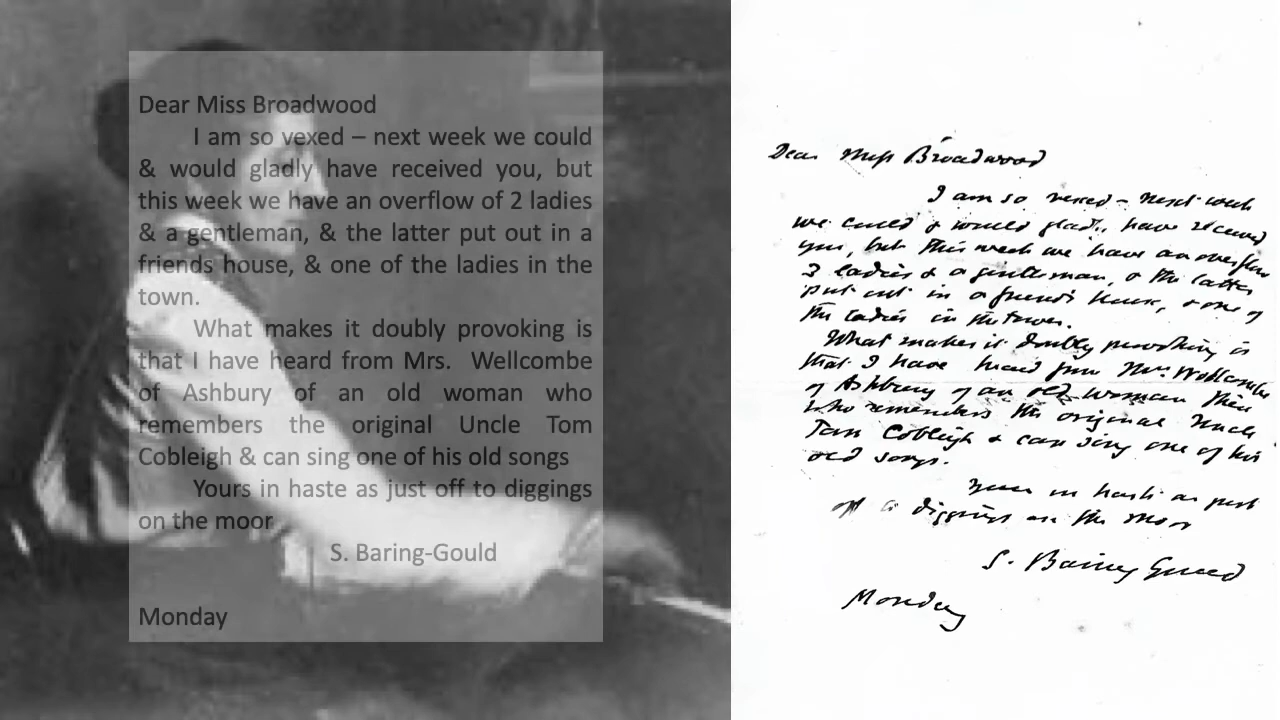 Dear Miss Broadwood
I am so vexed – next week we could
& would gladly have received you, but
this week we have an overflow of 2 ladies
& a gentleman, & the latter put out in a
friends house, & one of the ladies in the
town.
What makes it doubly provoking is
that I have heard from Mrs. Wellcombe
of Ashbury of an old woman who
remembers the original Uncle Tom
Cobleigh & can sing one of his old songs
Yours in haste as just off to diggings
on the moor
S. Baring-Gould
Monday
Dear Miss Broadwood
I am so vexed – next week
we could & would gladly have received
you, but this week we have an overflow
ladies & a gentleman, & the latter
put out in a friends house, & one of
the ladies in the town.
What makes it doubly provoking is
that I have heard from Mrs.
of Ashbury of an old woman there
who remembers the original Uncle
Tom Cobleigh & can sing one of his
old songs.
Yours in haste as just
off to diggings on the moor
S. Baring Gould
Monday